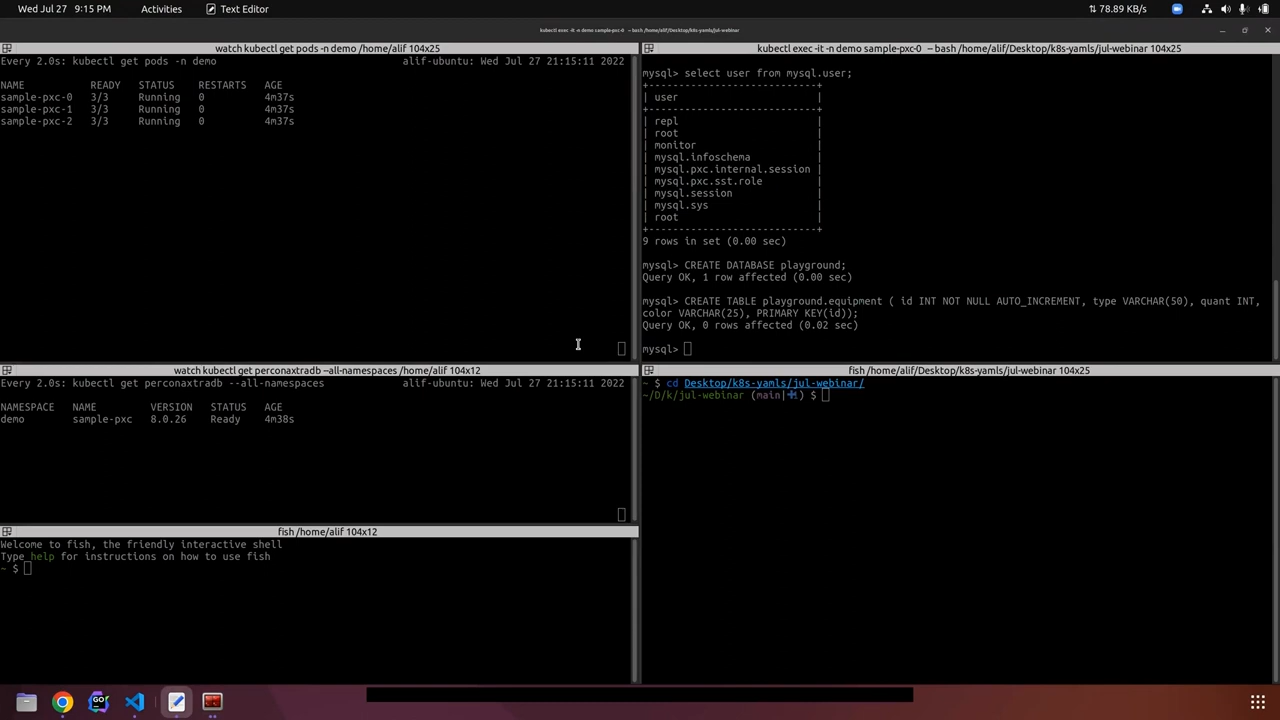 Wed Jul 27 9:15 PM
Activities
Text Editor
78.89 KB/s
kubectl exec -it -n demo sample-pxc-0 -- bash /home/alif/Desktop/k8s-yamls/jul-webinar
watch kubectl get pods -n demo /home/alif 104x25
Every 2.0s: kubectl get pods -n demo alif-ubuntu: Wed Jul 27 21:15:11 2022
NAME READY STATUS RESTARTS AGE
sample-pxc-0 3/3 Running 0 4m37s
sample-pxc-1 3/3 Running 0 4m37s
sample-pxc-2 3/3 Running 0 4m37s
kubectl exec -it -n demo sample-pxc-0 -- bash /home/alif/Desktop/k8s-yamls/jul-webinar 104x25
mysql> select user from mysql.user;
+---------------------------+
| user |
+---------------------------+
| repl |
| root |
| monitor |
| mysql.infoschema |
| mysql.pxc.internal.session |
| mysql.pxc.sst.role |
| mysql.session |
| mysql.sys |
| root |
+---------------------------+
9 rows in set (0.00 sec)
mysql> CREATE DATABASE playground;
Query OK, 1 row affected (0.00 sec)
mysql> CREATE TABLE playground.equipment ( id INT NOT NULL AUTO_INCREMENT, type VARCHAR(50), quant INT,
color VARCHAR(25), PRIMARY KEY(id));
Query OK, 0 rows affected (0.02 sec)
mysql>
watch kubectl get perconaxtradb --all-namespaces /home/alif 104x12
Every 2.0s: kubectl get perconaxtradb --all-namespaces alif-ubuntu: Wed Jul 27 21:15:11 2022
NAMESPACE NAME VERSION STATUS AGE
demo sample-pxc 8.0.26 Ready 4m38s
fish /home/alif/Desktop/k8s-yamls/jul-webinar 104x25
~ $ cd Desktop/k8s-yamls/jul-webinar/
~/D/k/jul-webinar (main|✚1) $
fish /home/alif 104x12
Welcome to fish, the friendly interactive shell
Type help for instructions on how to use fish
~ $
GO